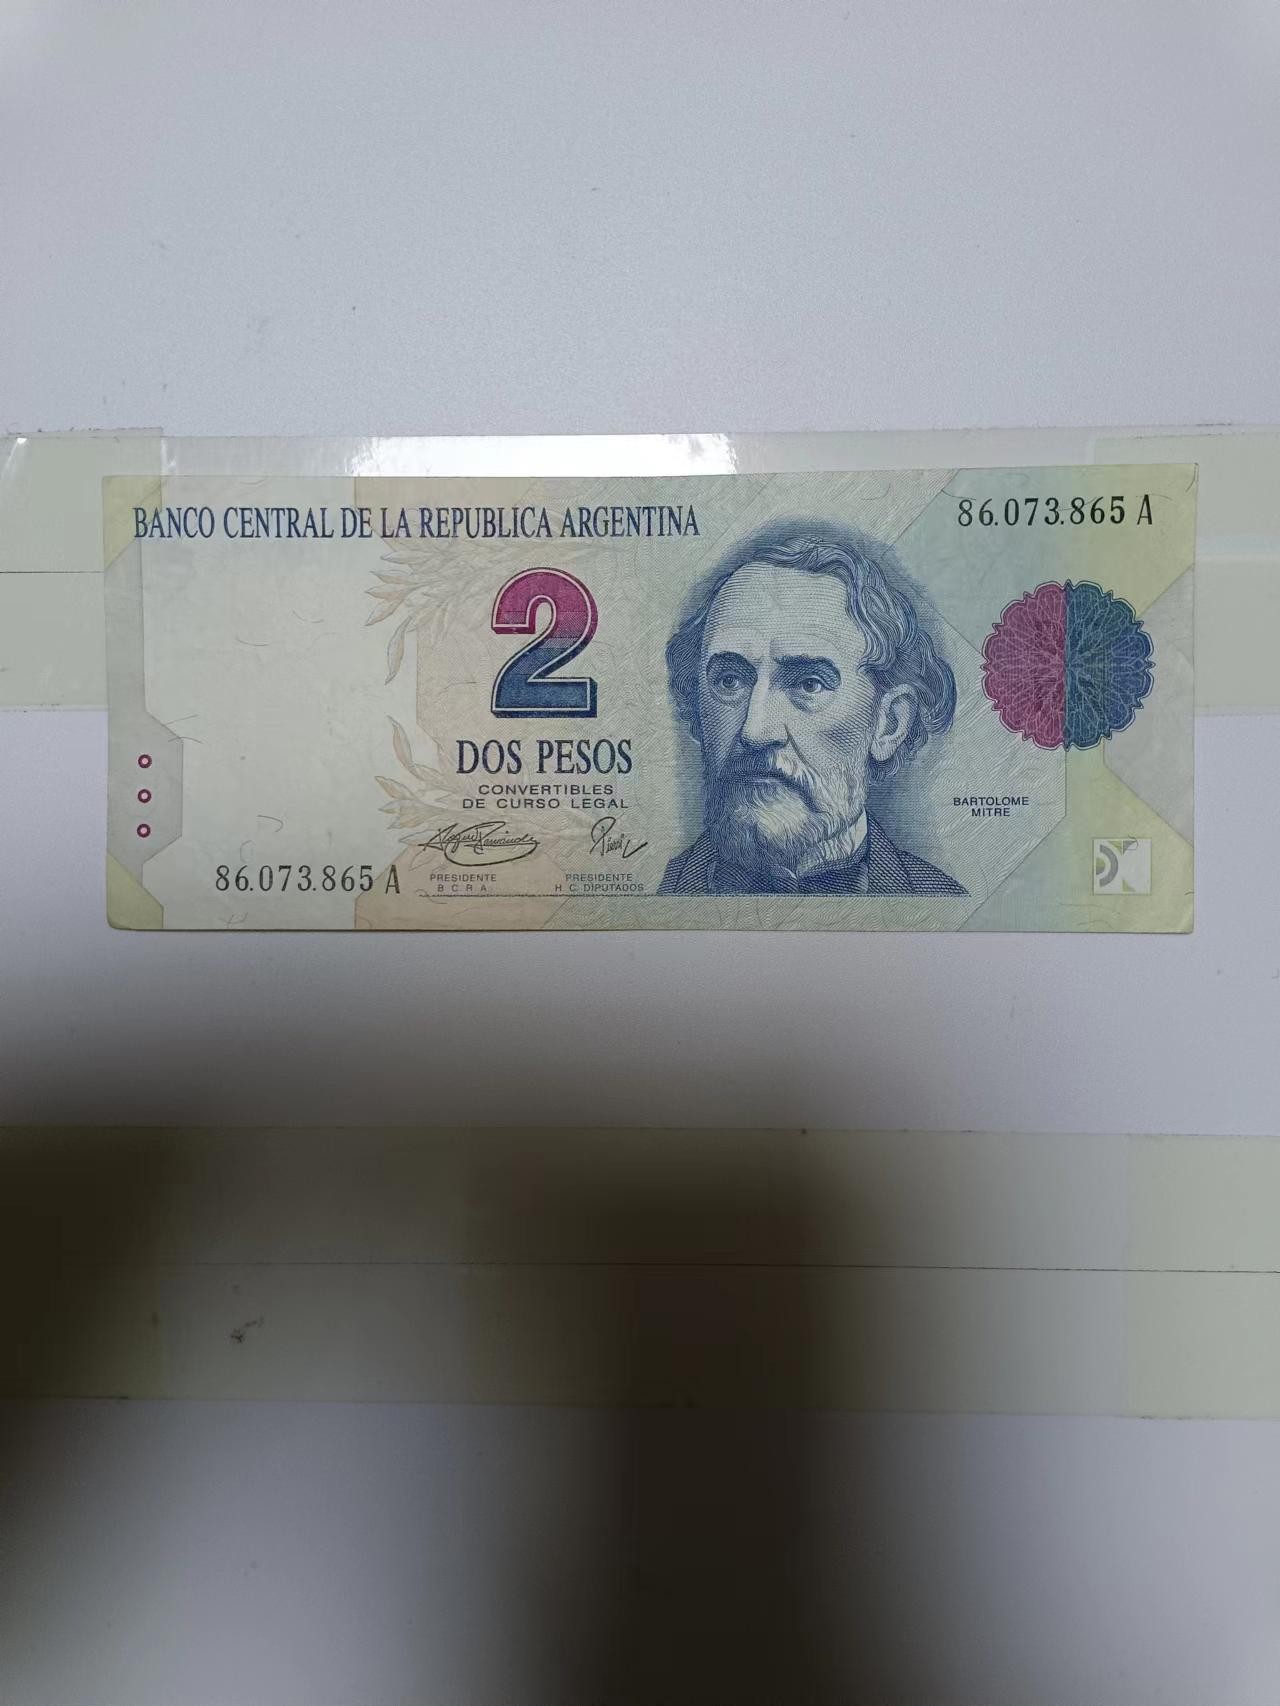 BANCO CENTRAL DE LA REPUBLICA ARGENTINA
86.073.865 A
2
DOS PESOS
CONVERTIBLES
DE CURSO LEGAL
BARTOLOME
MITRE
86.073.865 A
PRESIDENTE
B.C.R.A.
PRESIDENTE
H.C. DIPUTADOS